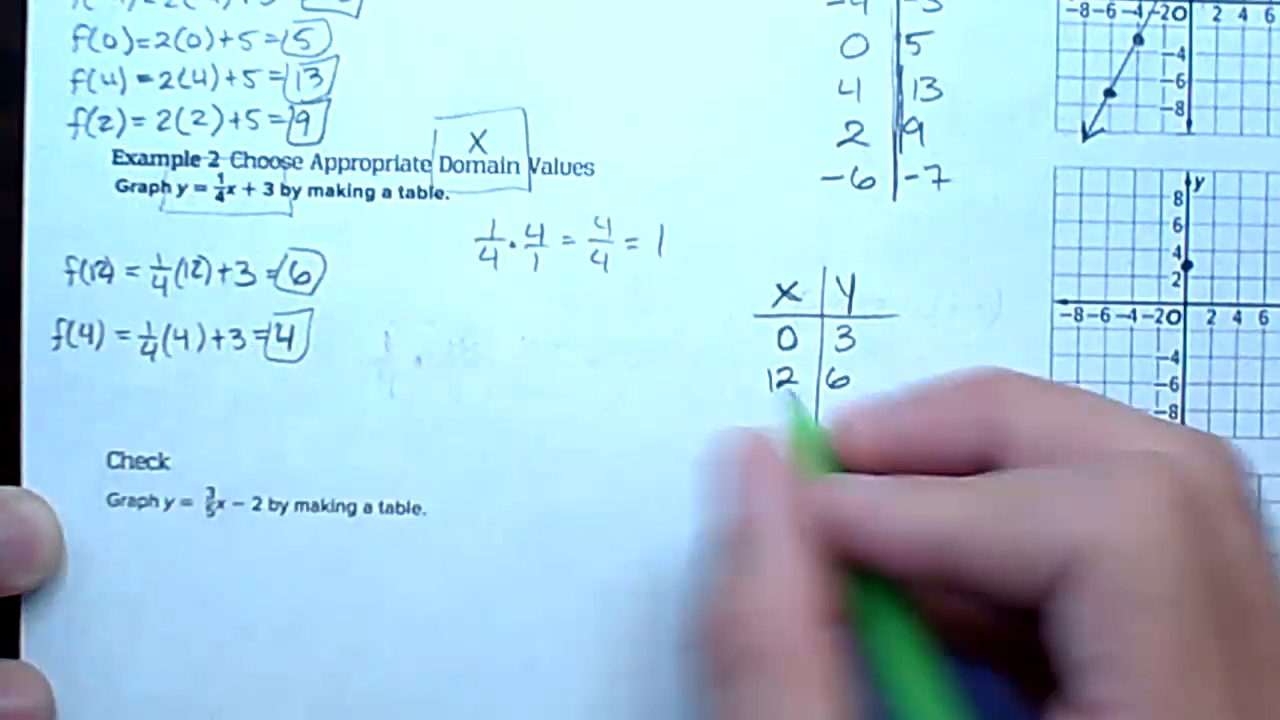 f(0)=2(0)+5=5
f(4)=2(4)+5=13
f(2)=2(2)+5=9
X
Example 2 Choose Appropriate Domain Values
Graph y = 1/4x + 3 by making a table.
1/4 · 4/1 = 4/4 = 1
f(12) = 1/4(12)+3=6
f(4) = 1/4(4)+3=4
Check
Graph y = 3/5x − 2 by making a table.
0 5
4 13
2 9
-6 -7
X Y
0 3
12 6
-8 -6 -4 -2 O 2 4 6
-4
-6
-8
y
8
6
4
2
-8 -6 -4 -2 O 2 4 6
-4
-6
-8